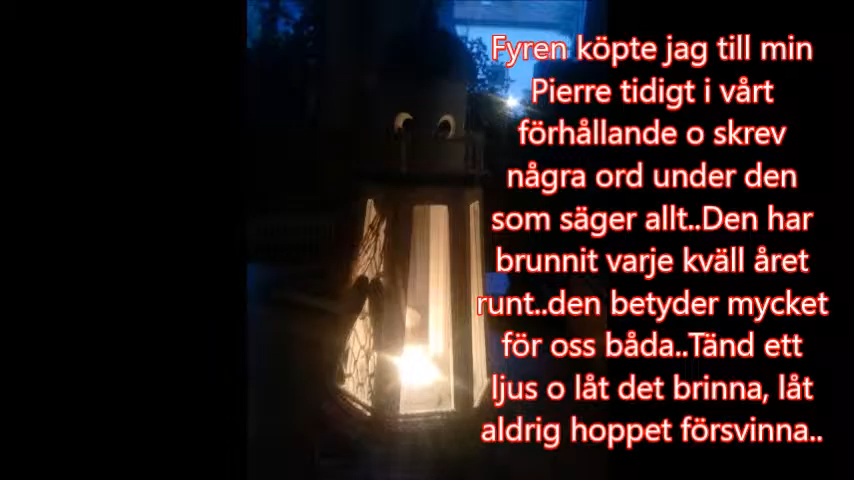 Fyren köpte jag till min
Pierre tidigt i vårt
förhållande o skrev
några ord under den
som säger allt..Den har
brunnit varje kväll året
runt..den betyder mycket
för oss båda..Tänd ett
ljus o låt det brinna, låt
aldrig hoppet försvinna..